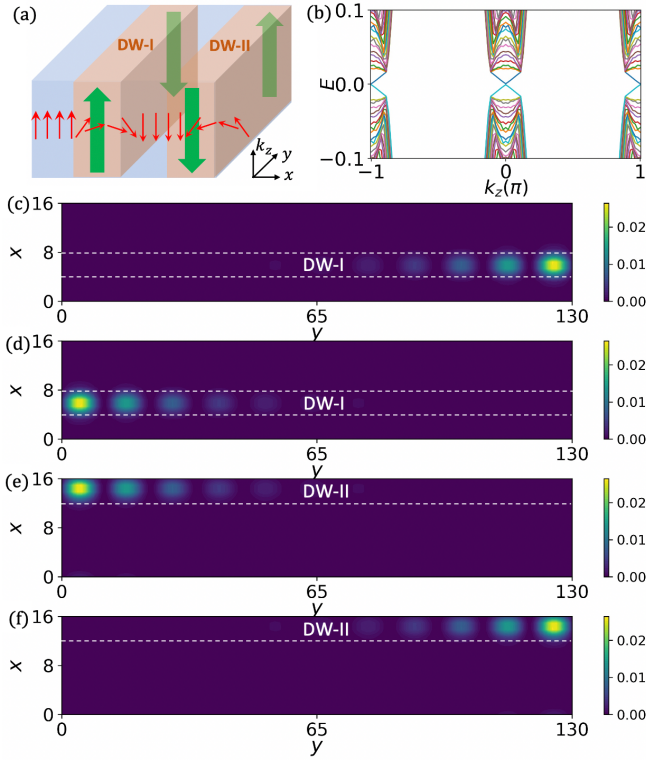 (a)
DW-I
DW-II
k_z
y
x
(b)
0.1
E
0.0
−0.1
−1
0
1
k_z(π)
(c)
16
x
8
0
DW-I
0
65
130
y
0.02
0.01
0.00
(d)
16
x
8
0
DW-I
0
65
130
y
0.02
0.01
0.00
(e)
16
x
8
0
DW-II
0
65
130
y
0.02
0.01
0.00
(f)
16
x
8
0
DW-II
0
65
130
y
0.02
0.01
0.00